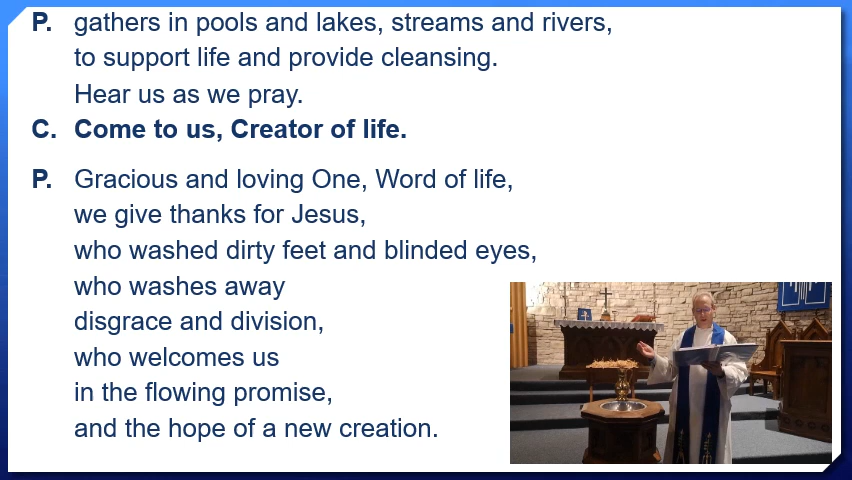 P. gathers in pools and lakes, streams and rivers,
to support life and provide cleansing.
Hear us as we pray.
C. Come to us, Creator of life.
P. Gracious and loving One, Word of life,
we give thanks for Jesus,
who washed dirty feet and blinded eyes,
who washes away
disgrace and division,
who welcomes us
in the flowing promise,
and the hope of a new creation.